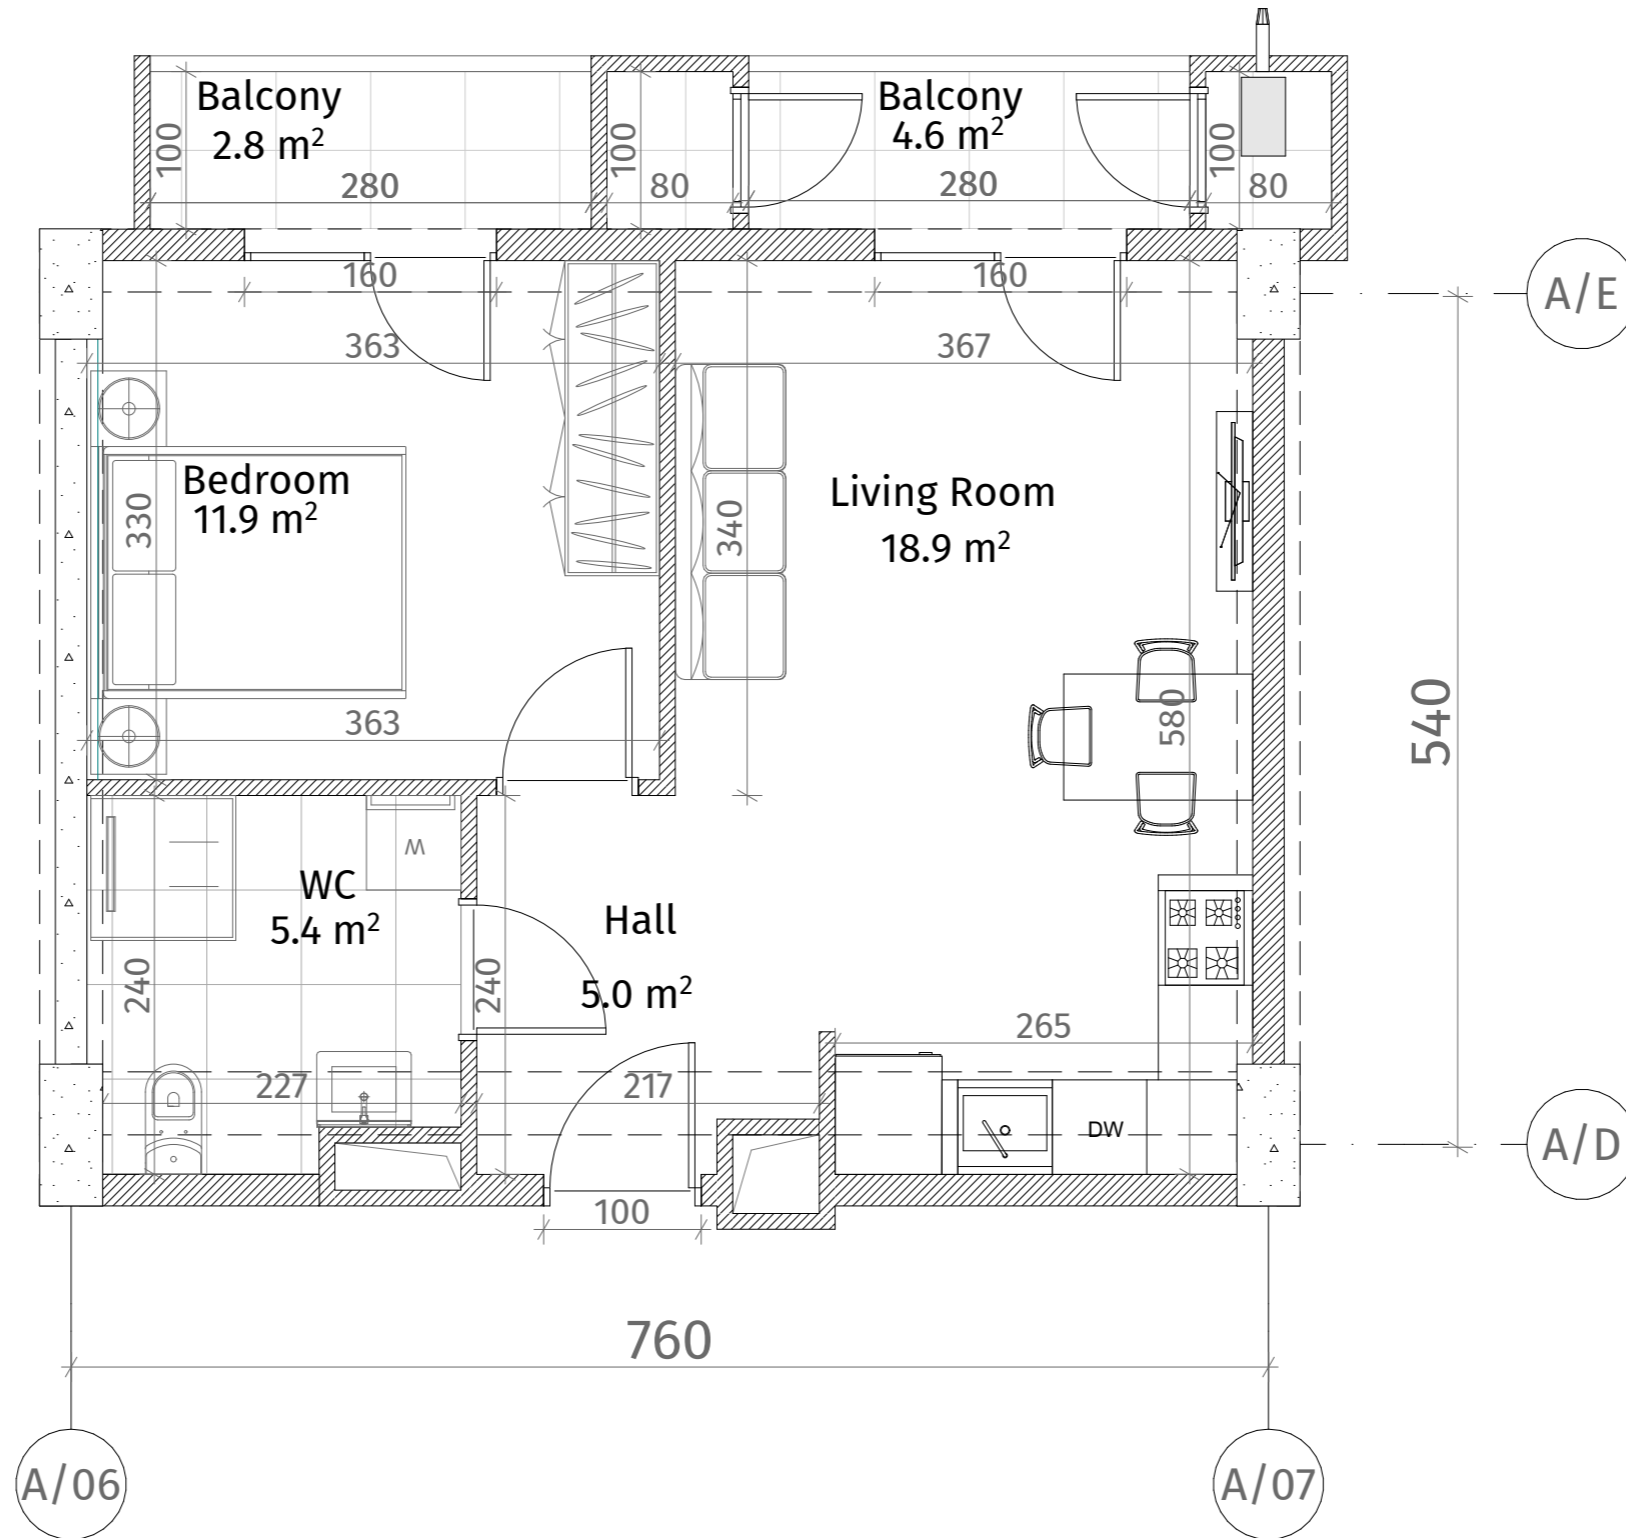 Balcony
2.8 m²
100
280
100
80
Balcony
4.6 m²
280
100
80
160
160
A/E
363
367
Bedroom
11.9 m²
330
340
Living Room
18.9 m²
363
580
540
W
WC
5.4 m²
240
240
Hall
5.0 m²
265
227
217
DW
A/D
100
760
A/06
A/07